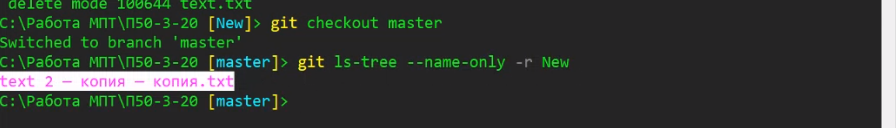 delete mode 100644 text.txt
C:\Работа МПТ\П50-3-20 [New]> git checkout master
Switched to branch 'master'
C:\Работа МПТ\П50-3-20 [master]> git ls-tree --name-only -r New
text 2 — копия — копия.txt
C:\Работа МПТ\П50-3-20 [master]>